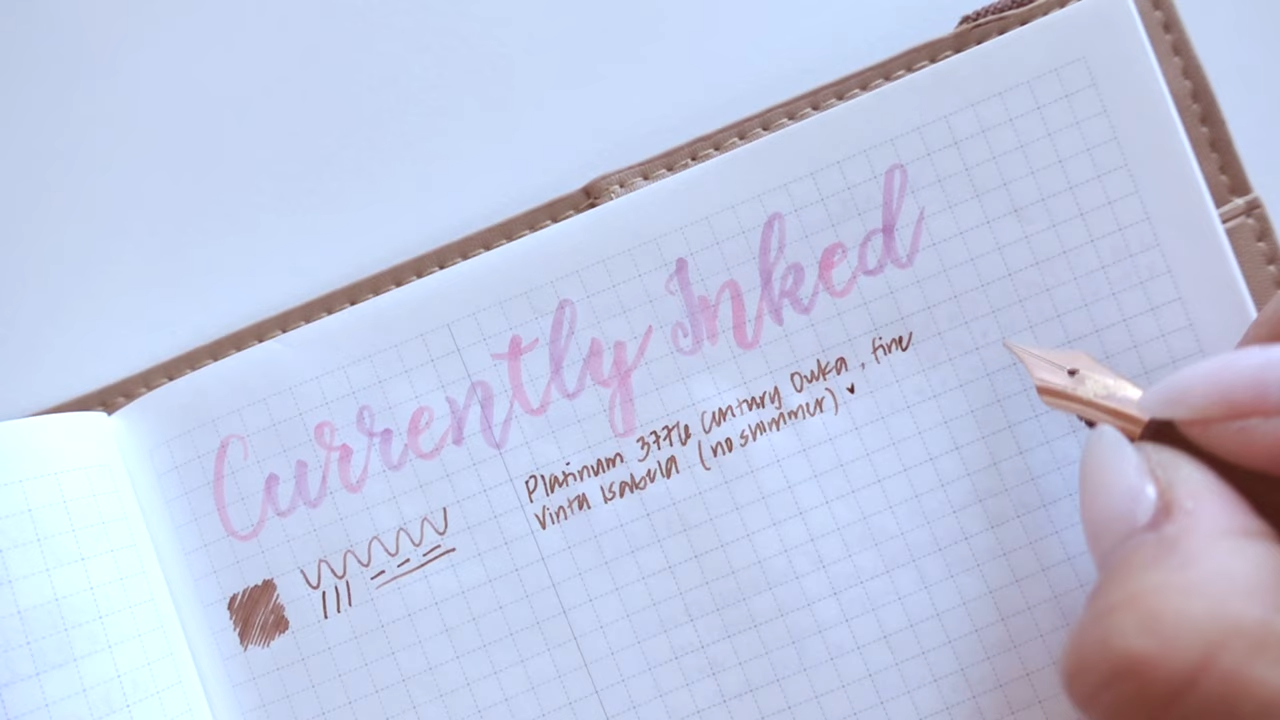 Currently Inked
Platinum 3776 Century Ouka, fine
Vinta Isabela (no shimmer) ♥